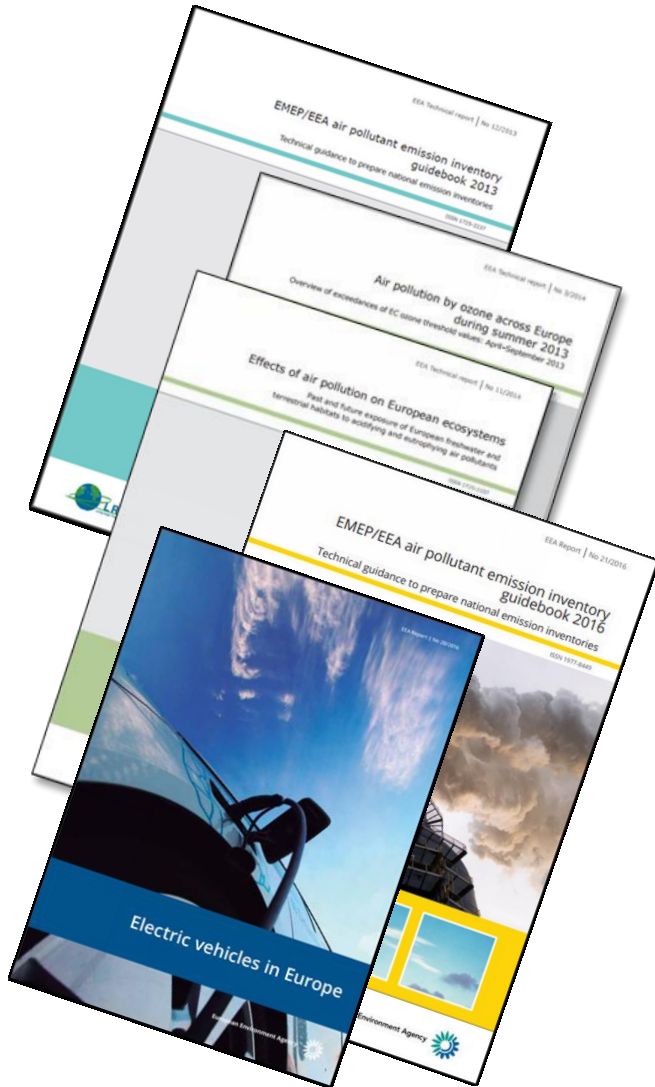 EEA Technical report | No 12/2013
EMEP/EEA air pollutant emission inventory
guidebook 2013
Technical guidance to prepare national emission inventories
ISSN 1725-2237
EEA Technical report | No 3/2014
Air pollution by ozone across Europe
during summer 2013
Overview of exceedances of EC ozone threshold values: April–September 2013
EEA Technical report | No 11/2014
Effects of air pollution on European ecosystems
Past and future exposure of European freshwater and
terrestrial habitats to acidifying and eutrophying air pollutants
EEA Report | No 21/2016
EMEP/EEA air pollutant emission inventory
guidebook 2016
Technical guidance to prepare national emission inventories
ISSN 1977-8449
Environment Agency
EEA Report | No 20/2016
Electric vehicles in Europe
European Environment Agency